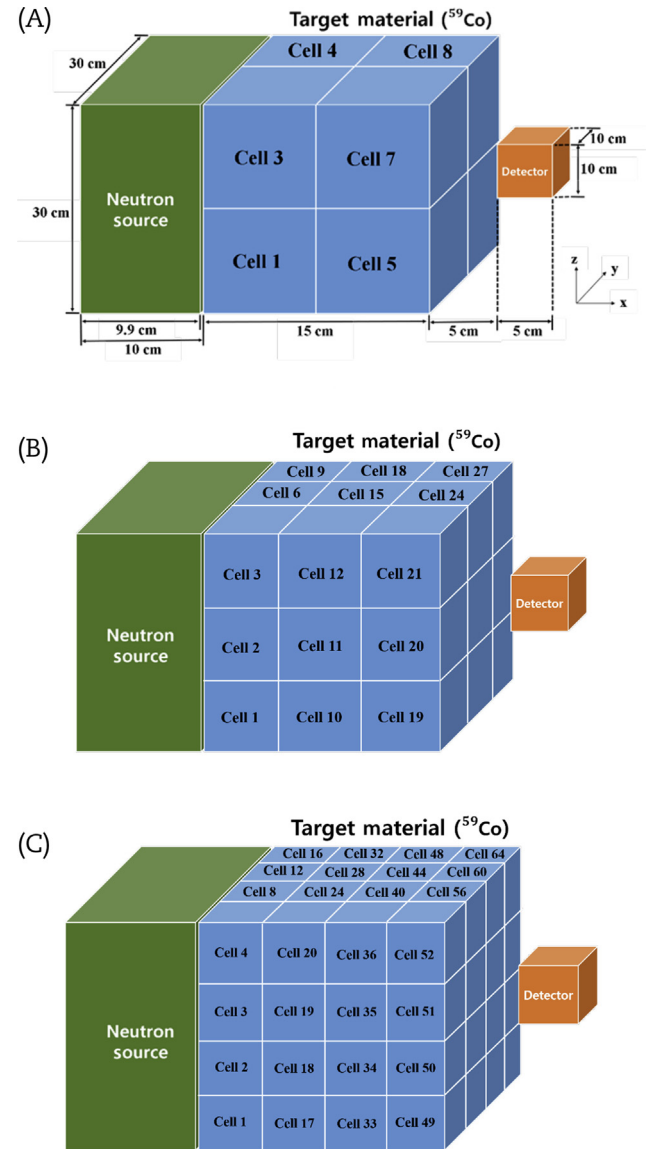 (A)
Target material (⁵⁹Co)
30 cm
Cell 4 Cell 8
10 cm
Cell 3 Cell 7
Detector
10 cm
Neutron
source
30 cm
Cell 1 Cell 5
z y
x
9.9 cm 15 cm 5 cm 5 cm
10 cm
(B)
Target material (⁵⁹Co)
Cell 9 Cell 18 Cell 27
Cell 6 Cell 15 Cell 24
Cell 3 Cell 12 Cell 21
Detector
Neutron
source
Cell 2 Cell 11 Cell 20
Cell 1 Cell 10 Cell 19
(C)
Target material (⁵⁹Co)
Cell 16 Cell 32 Cell 48 Cell 64
Cell 12 Cell 28 Cell 44 Cell 60
Cell 8 Cell 24 Cell 40 Cell 56
Cell 4 Cell 20 Cell 36 Cell 52
Detector
Cell 3 Cell 19 Cell 35 Cell 51
Neutron
source
Cell 2 Cell 18 Cell 34 Cell 50
Cell 1 Cell 17 Cell 33 Cell 49